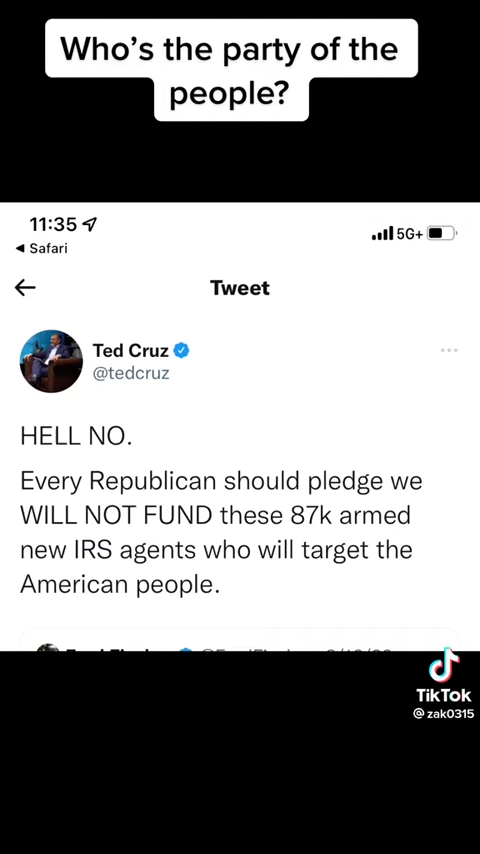 Who's the party of the
people?
11:35
5G+
◀ Safari
← Tweet
Ted Cruz
@tedcruz
...
HELL NO.
Every Republican should pledge we
WILL NOT FUND these 87k armed
new IRS agents who will target the
American people.
TikTok
@zak0315